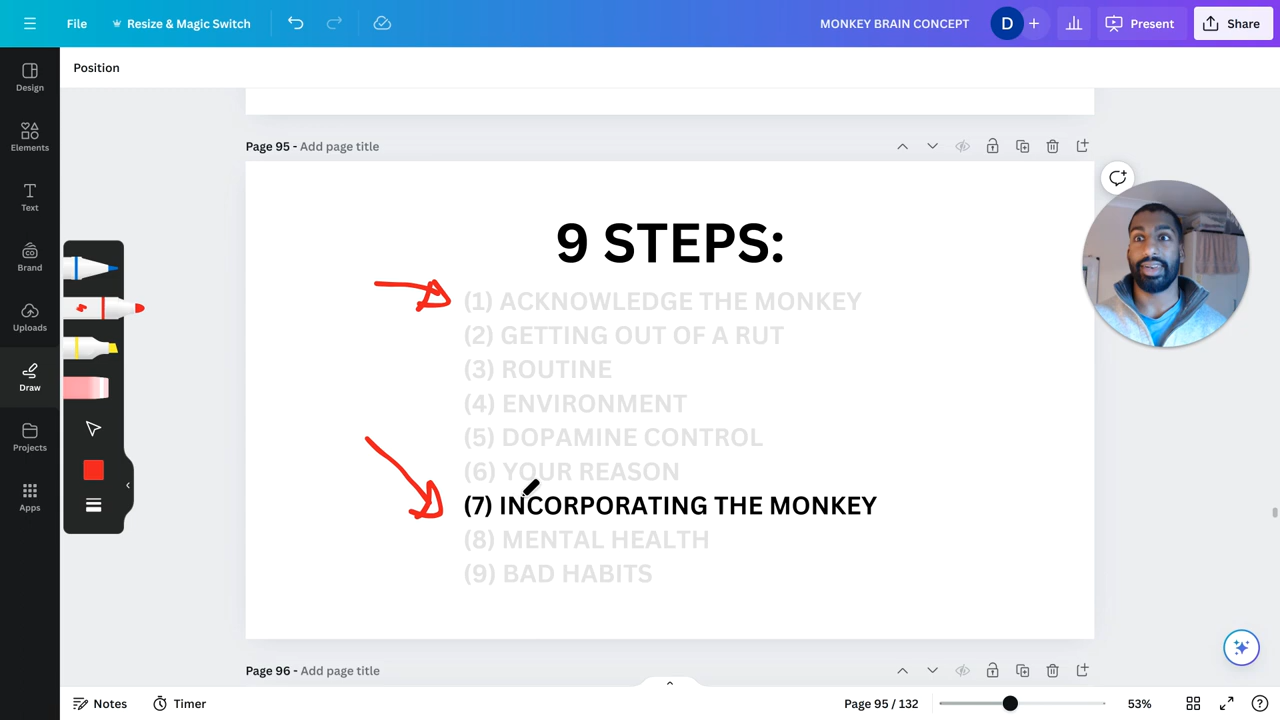 File
Resize & Magic Switch
MONKEY BRAIN CONCEPT
D
Present
Share
Position
Design
Elements
Text
Brand
Uploads
Draw
Projects
Apps
Page 95 - Add page title
9 STEPS:
(1) ACKNOWLEDGE THE MONKEY
(2) GETTING OUT OF A RUT
(3) ROUTINE
(4) ENVIRONMENT
(5) DOPAMINE CONTROL
(6) YOUR REASON
(7) INCORPORATING THE MONKEY
(8) MENTAL HEALTH
(9) BAD HABITS
Page 96 - Add page title
Notes
Timer
Page 95 / 132
53%